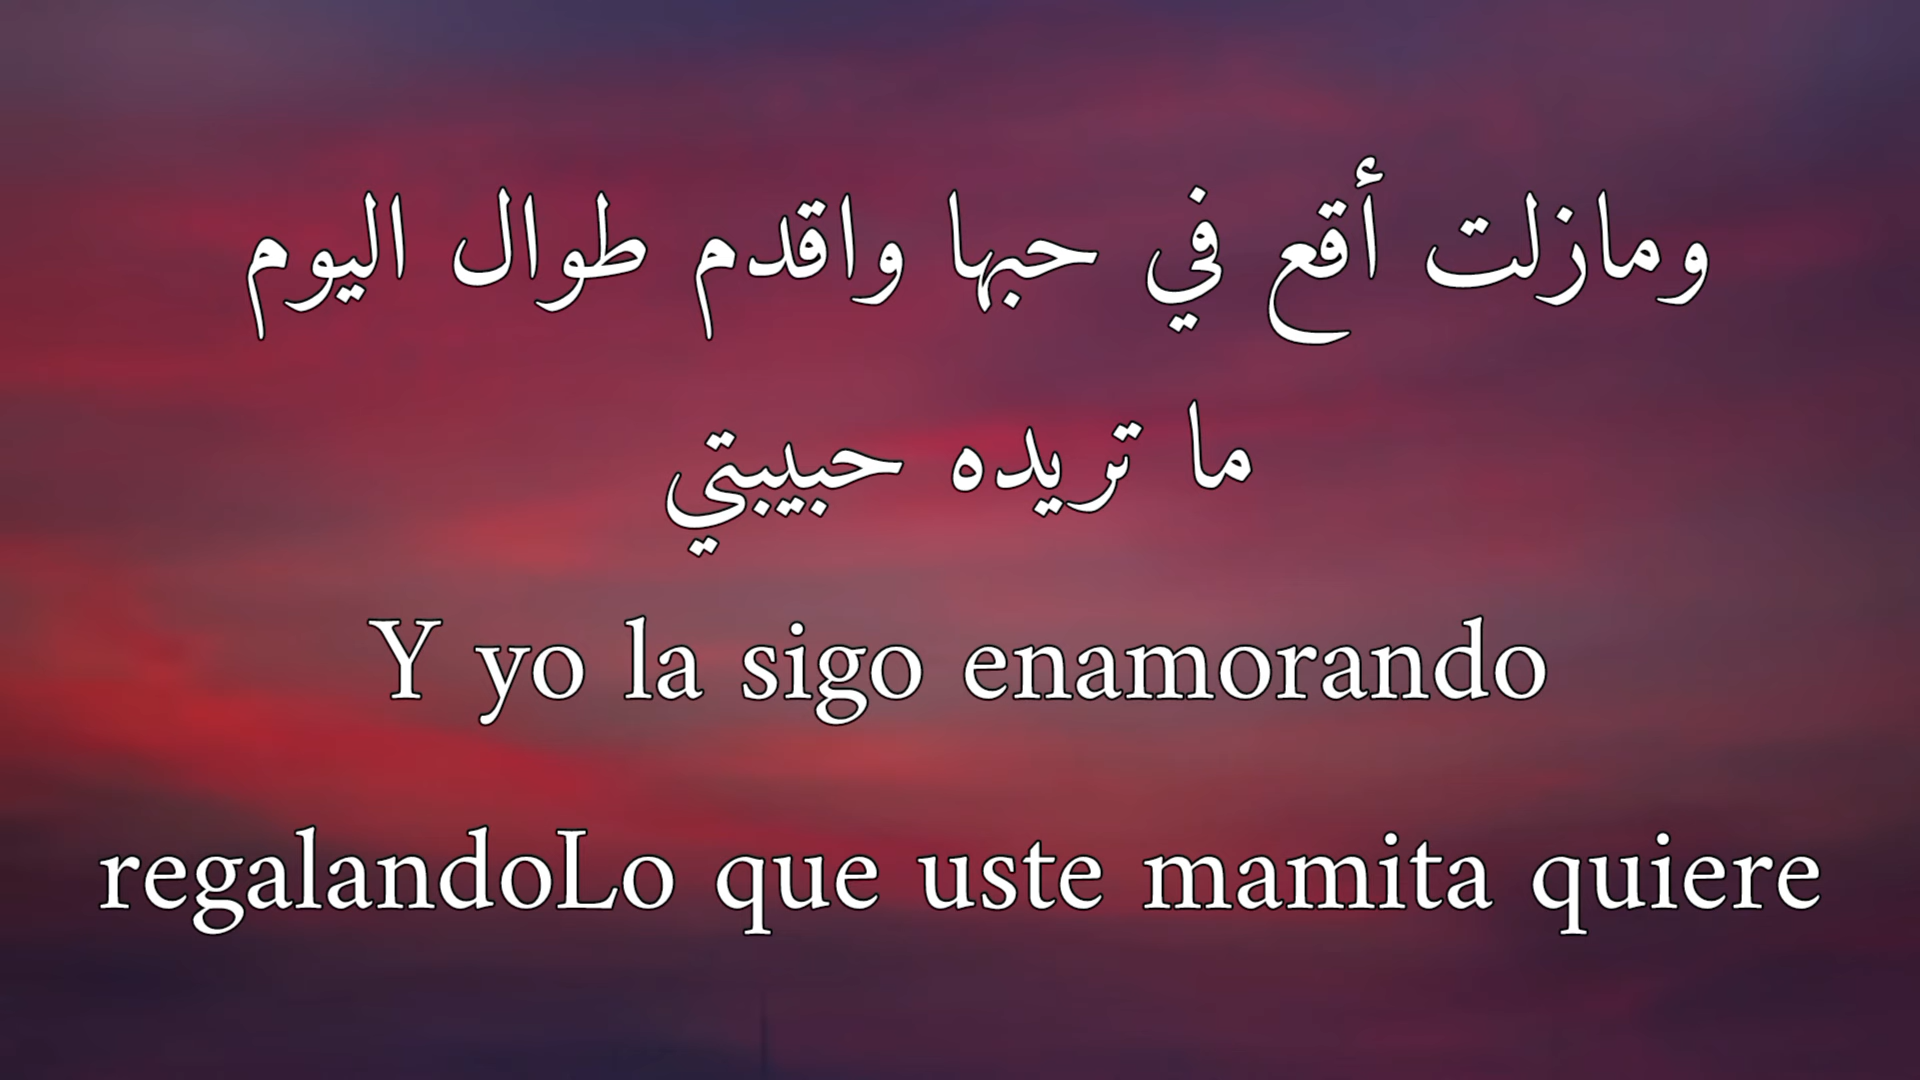 ومازلت أقع في حبها واقدم طوال اليوم
ما تريده حبيبتي
Y yo la sigo enamorando
regalandoLo que uste mamita quiere